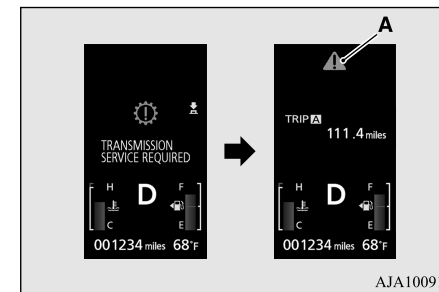 A
TRANSMISSION
SERVICE REQUIRED
F H D F
C E
001234 miles 68°F
TRIP A
111.4 miles
F H D F
C E
001234 miles 68°F
AJA1009